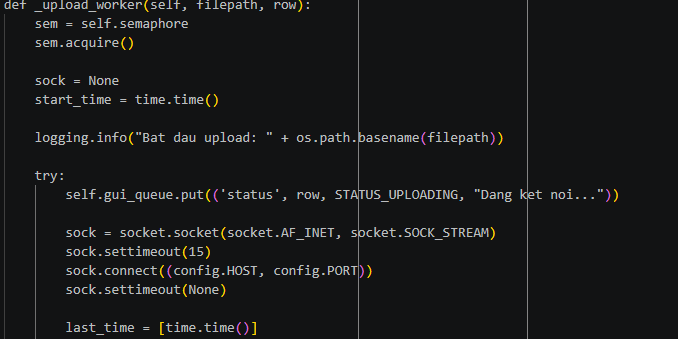 def _upload_worker(self, filepath, row):
sem = self.semaphore
sem.acquire()
sock = None
start_time = time.time()
logging.info("Bat dau upload: " + os.path.basename(filepath))
try:
self.gui_queue.put(('status', row, STATUS_UPLOADING, "Dang ket noi..."))
sock = socket.socket(socket.AF_INET, socket.SOCK_STREAM)
sock.settimeout(15)
sock.connect((config.HOST, config.PORT))
sock.settimeout(None)
last_time = [time.time()]